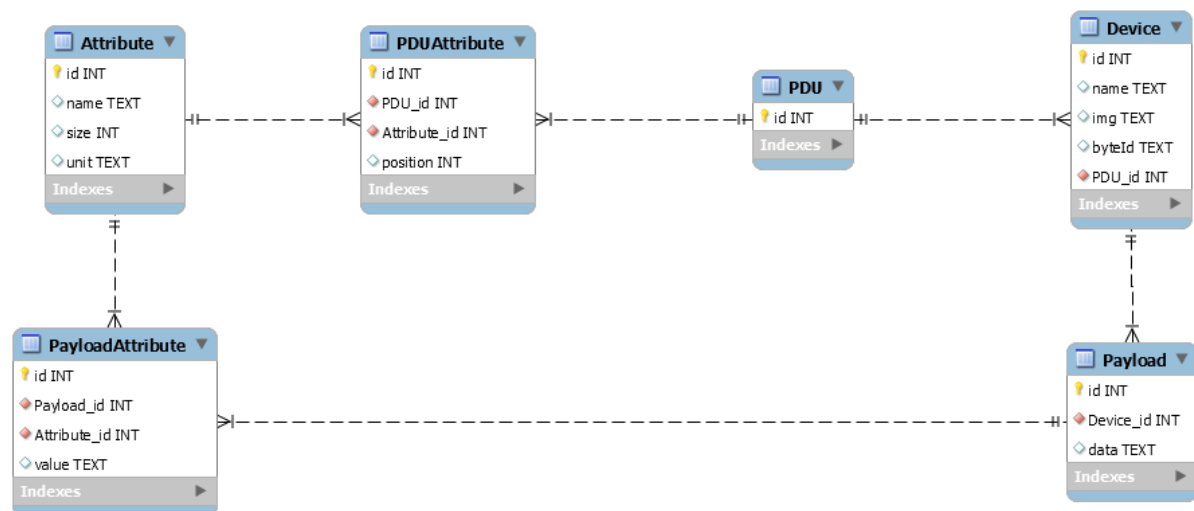 Attribute
id INT
name TEXT
size INT
unit TEXT
Indexes
PDUAttribute
id INT
PDU_id INT
Attribute_id INT
position INT
Indexes
PDU
id INT
Indexes
Device
id INT
name TEXT
img TEXT
byteId TEXT
PDU_id INT
Indexes
PayloadAttribute
id INT
Payload_id INT
Attribute_id INT
value TEXT
Indexes
Payload
id INT
Device_id INT
data TEXT
Indexes